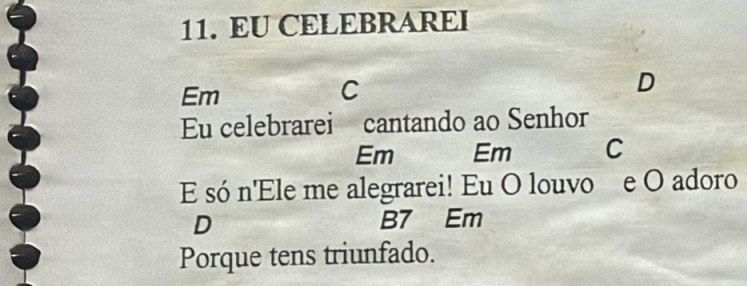 11. EU CELEBRAREI
Em C D
Eu celebrarei cantando ao Senhor
Em Em C
E só n'Ele me alegrarei! Eu O louvo e O adoro
D B7 Em
Porque tens triunfado.